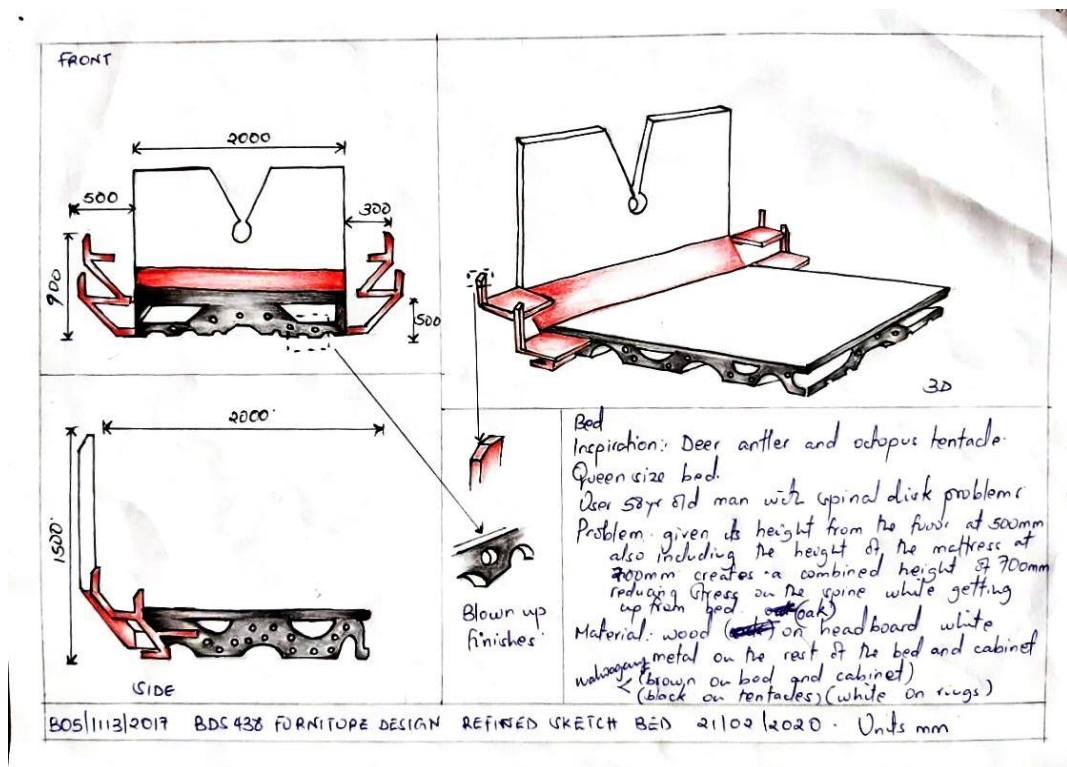 FRONT
2000
500
300
900
500
3D
2000
1500
SIDE
Blown up
finishes
Bed
Inspiration: Deer antler and octopus tentacle.
Queen size bed.
User 58yr old man with spinal disk problems
Problem. given its height from the floor at 500mm
also including the height of the mattress at
200mm creates a combined height of 700mm
reducing stress on the spine while getting
up from bed. (oak)
Material: wood on headboard white
metal on the rest of the bed and cabinet
mahogany (brown on bed and cabinet)
(black on tentacles) (white on rings)
B05/1113/2017 BDS 438 FURNITURE DESIGN REFINED SKETCH BED 21/02/2020. Units mm